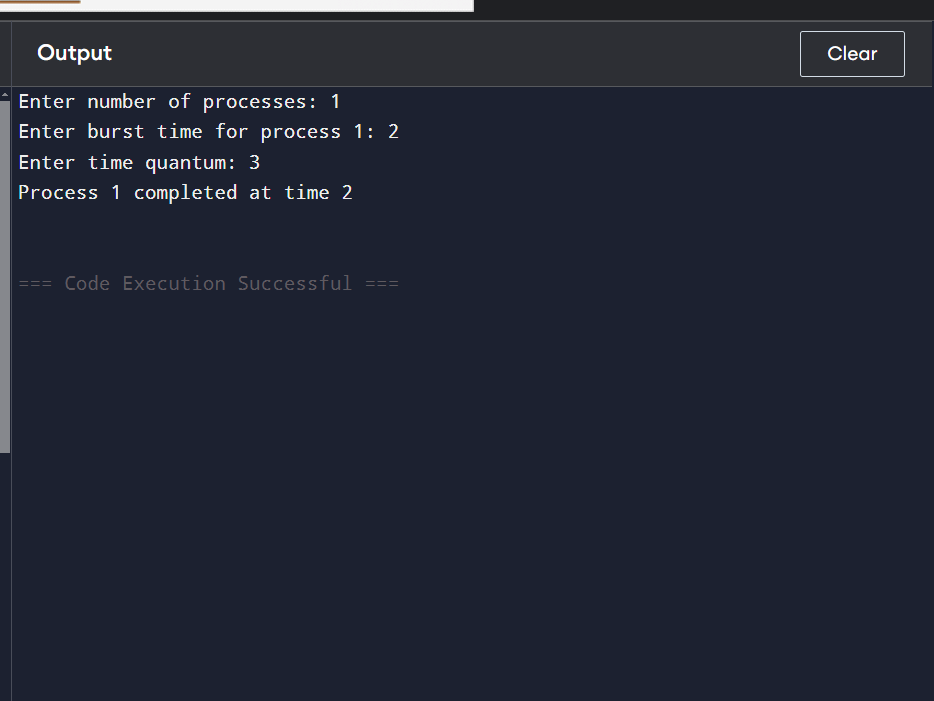 Output
Clear
Enter number of processes: 1
Enter burst time for process 1: 2
Enter time quantum: 3
Process 1 completed at time 2
=== Code Execution Successful ===